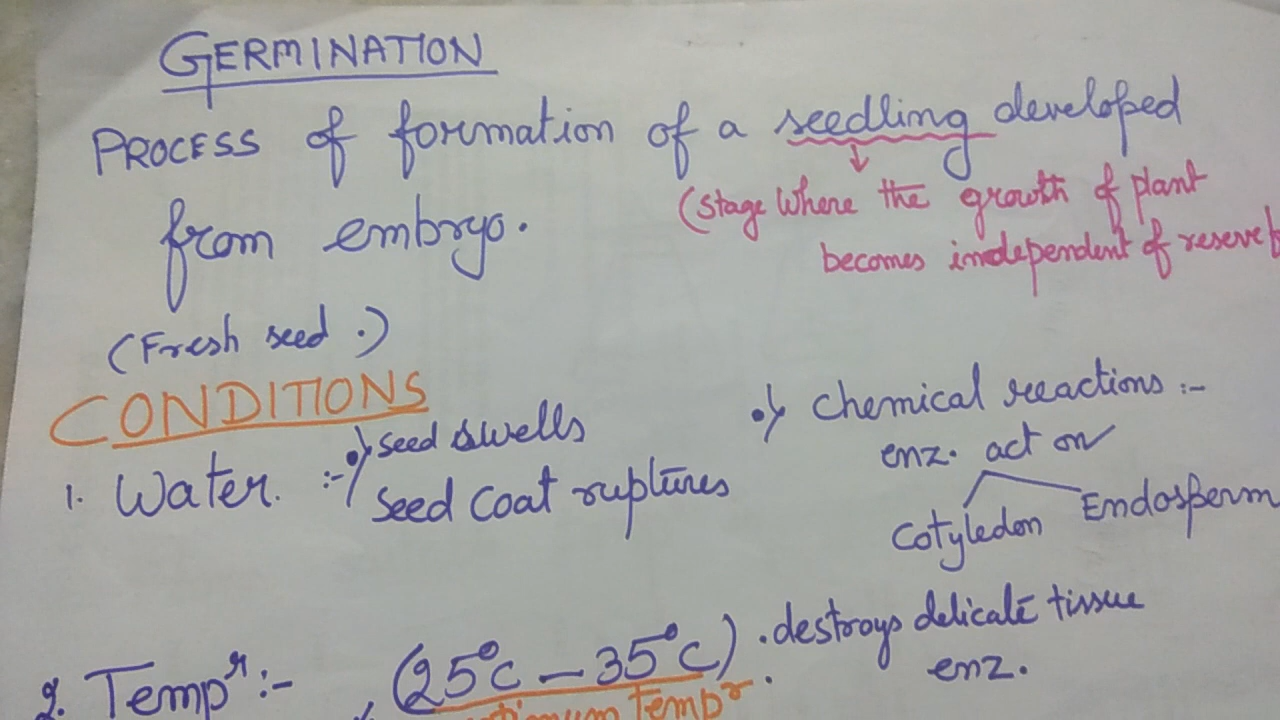 GERMINATION
PROCESS of formation of a seedling developed
from embryo.
(Stage Where the growth of plant
becomes independent of reserve
(Fresh seed .)
CONDITIONS
1. Water. :- •) seed swells
Seed Coat ruptures
•) Chemical reactions :-
enz. act on
Cotyledon Endosperm
2. Tempr :- (25°C - 35°C)
Tempr
. destroys delicate tissue
enz.